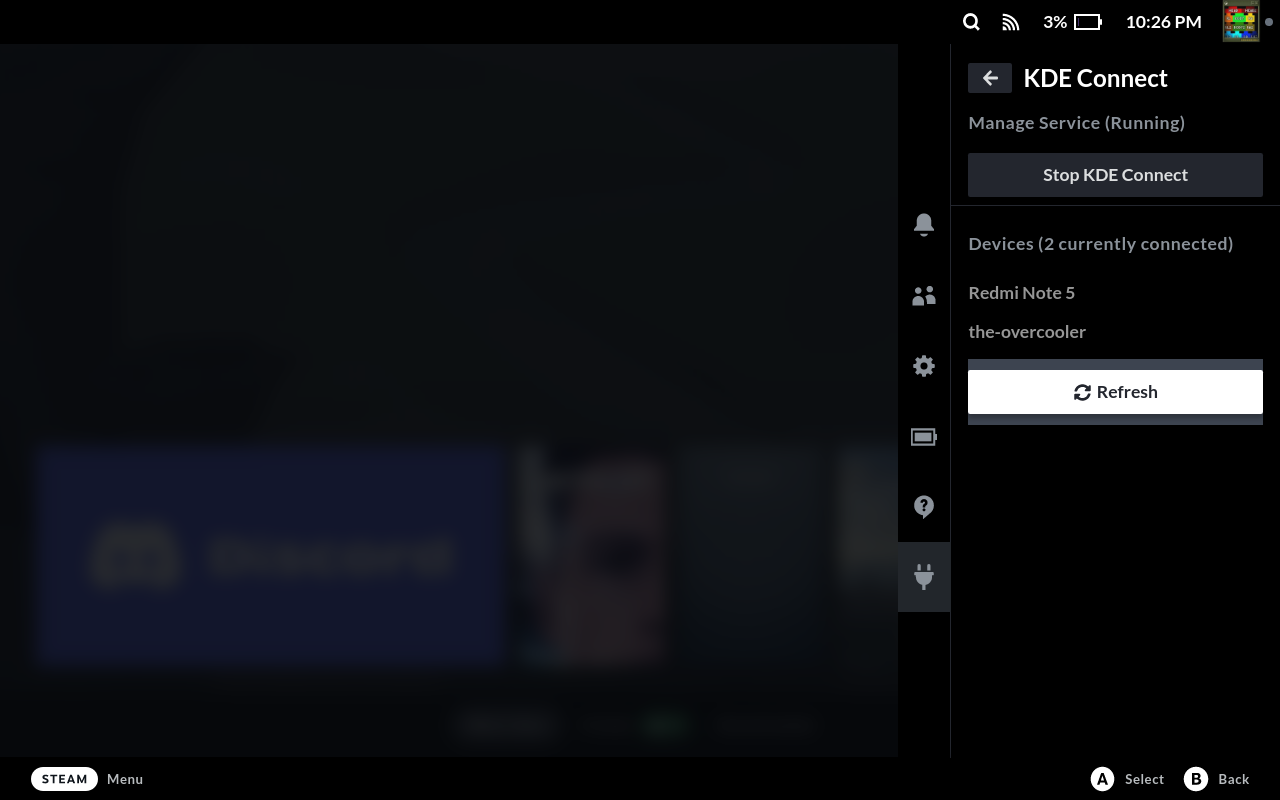 3%
10:26 PM
KDE Connect
Manage Service (Running)
Stop KDE Connect
Devices (2 currently connected)
Redmi Note 5
the-overcooler
Refresh
Discord
STEAM Menu
A Select B Back